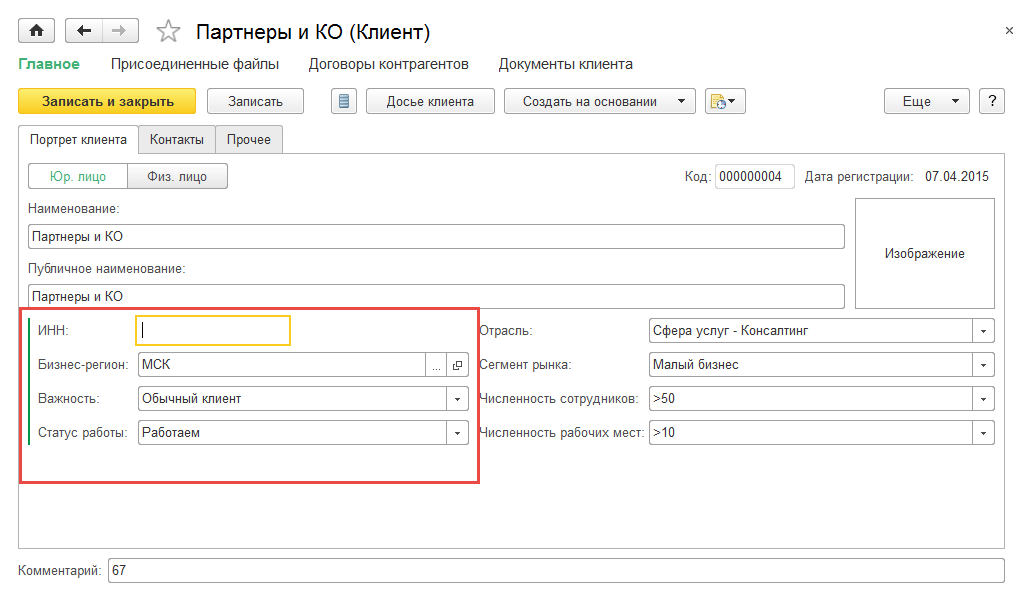 Партнеры и КО (Клиент)
Главное Присоединенные файлы Договоры контрагентов Документы клиента
Записать и закрыть Записать Досье клиента Создать на основании Еще ?
Портрет клиента Контакты Прочее
Юр. лицо Физ. лицо Код: 000000004 Дата регистрации: 07.04.2015
Наименование:
Партнеры и КО
Изображение
Публичное наименование:
Партнеры и КО
ИНН: Отрасль: Сфера услуг - Консалтинг
Бизнес-регион: МСК ... Сегмент рынка: Малый бизнес
Важность: Обычный клиент Численность сотрудников: >50
Статус работы: Работаем Численность рабочих мест: >10
Комментарий: 67